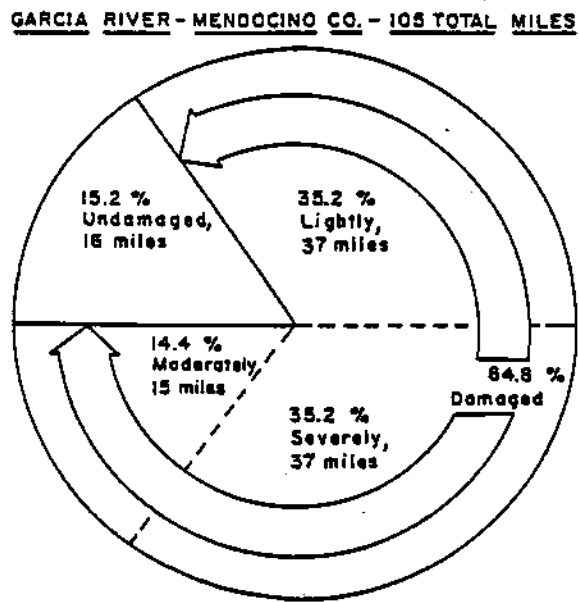 GARCIA RIVER - MENDOCINO CO. - 105 TOTAL MILES
15.2 %
Undamaged,
16 miles
35.2 %
Lightly,
37 miles
14.4 %
Moderately
15 miles
84.8 %
Damaged
35.2 %
Severely,
37 miles